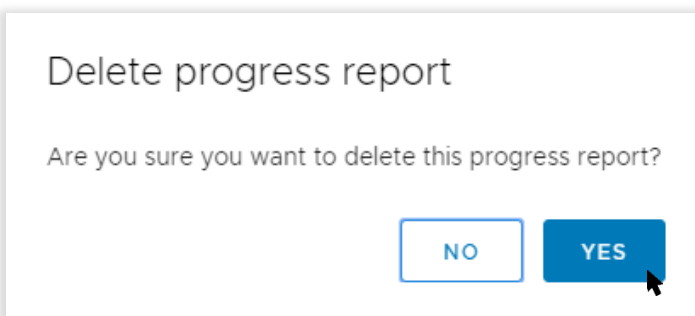 Delete progress report
Are you sure you want to delete this progress report?
NO YES